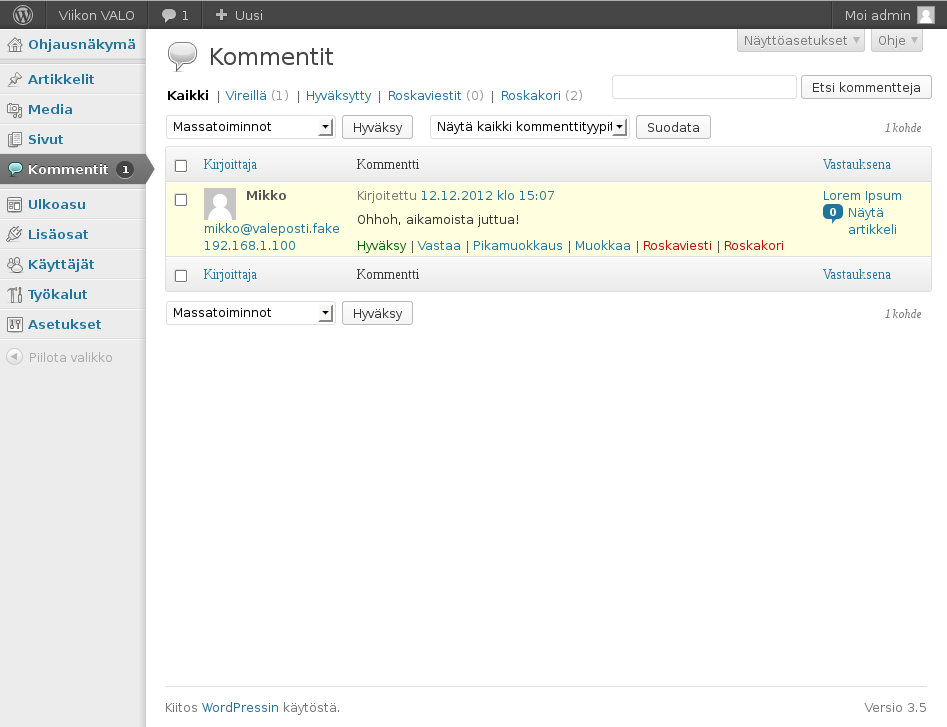 Viikon VALO 1 Uusi Moi admin
Näyttöasetukset Ohje
Ohjausnäkymä
Artikkelit
Media
Sivut
Kommentit 1
Ulkoasu
Lisäosat
Käyttäjät
Työkalut
Asetukset
Piilota valikko
Kommentit
Kaikki | Vireillä (1) | Hyväksytty | Roskaviestit (0) | Roskakori (2)
Etsi kommentteja
Massatoiminnot Hyväksy Näytä kaikki kommenttityypit Suodata 1 kohde
Kirjoittaja Kommentti Vastauksena
Mikko
mikko@valeposti.fake
192.168.1.100
Kirjoitettu 12.12.2012 klo 15:07
Ohhoh, aikamoista juttua!
Hyväksy | Vastaa | Pikamuokkaus | Muokkaa | Roskaviesti | Roskakori
Lorem Ipsum
0 Näytä
artikkeli
Kirjoittaja Kommentti Vastauksena
Massatoiminnot Hyväksy 1 kohde
Kiitos WordPressin käytöstä. Versio 3.5